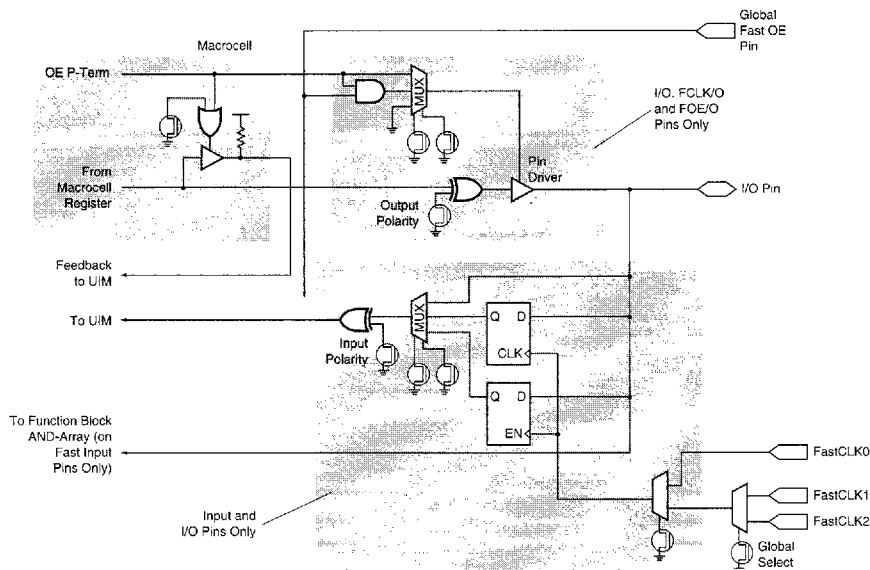 Global
Fast OE
Pin
Macrocell
OE P-Term
MUX
I/O, FCLK/O
and FOE/O
Pins Only
From
Macrocell
Register
Pin
Driver
I/O Pin
Output
Polarity
Feedback
to UIM
To UIM
MUX
Q D
CLK
Input
Polarity
Q D
EN
To Function Block
AND-Array (on
Fast Input
Pins Only)
FastCLK0
FastCLK1
FastCLK2
Input and
I/O Pins Only
Global
Select